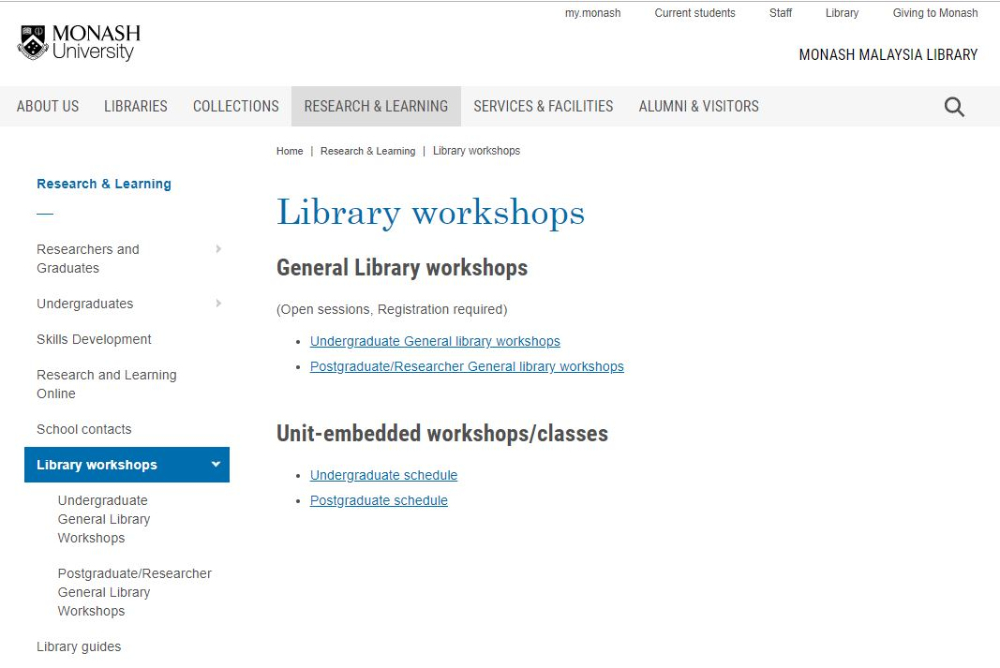 my.monash Current students Staff Library Giving to Monash
MONASH
University
MONASH MALAYSIA LIBRARY
ABOUT US LIBRARIES COLLECTIONS RESEARCH & LEARNING SERVICES & FACILITIES ALUMNI & VISITORS
Home | Research & Learning | Library workshops
Research & Learning
Researchers and
Graduates
Undergraduates
Skills Development
Research and Learning
Online
School contacts
Library workshops
Undergraduate
General Library
Workshops
Postgraduate/Researcher
General Library
Workshops
Library guides
Library workshops
General Library workshops
(Open sessions, Registration required)
• Undergraduate General library workshops
• Postgraduate/Researcher General library workshops
Unit-embedded workshops/classes
• Undergraduate schedule
• Postgraduate schedule